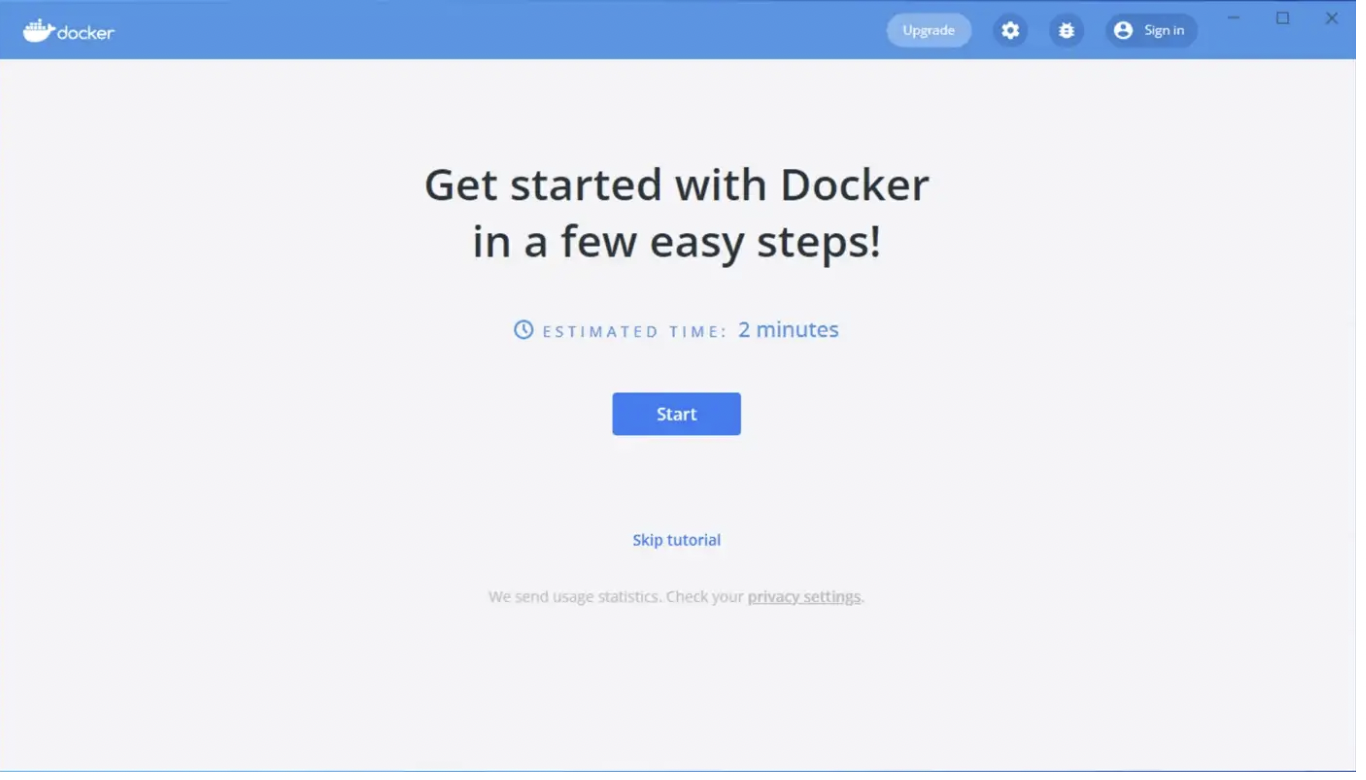 docker
Upgrade
Sign in
Get started with Docker
in a few easy steps!
ESTIMATED TIME: 2 minutes
Start
Skip tutorial
We send usage statistics. Check your privacy settings.